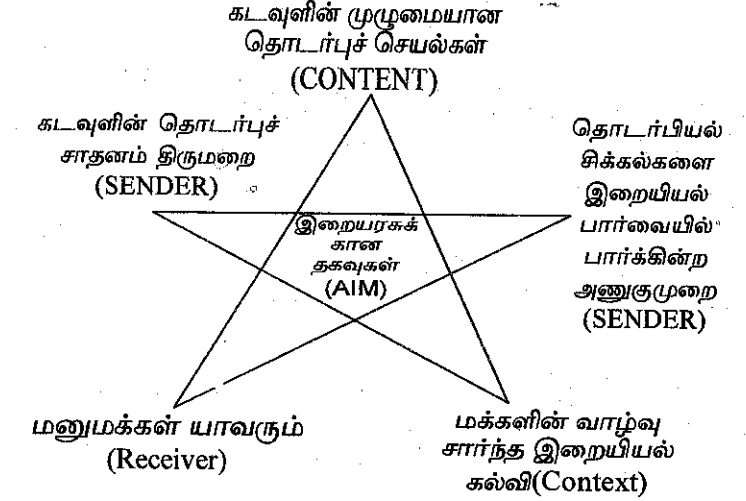 கடவுளின் முழுமையான
தொடர்புச் செயல்கள்
(CONTENT)
கடவுளின் தொடர்புச்
சாதனம் திருமறை
(SENDER)
தொடர்பியல்
சிக்கல்களை
இறையியல்
பார்வையில்
பார்க்கின்ற
அணுகுமுறை
(SENDER)
இறையரசுக்
கான
தகவுகள்
(AIM)
மனுமக்கள் யாவரும்
(Receiver)
மக்களின் வாழ்வு
சார்ந்த இறையியல்
கல்வி(Context)